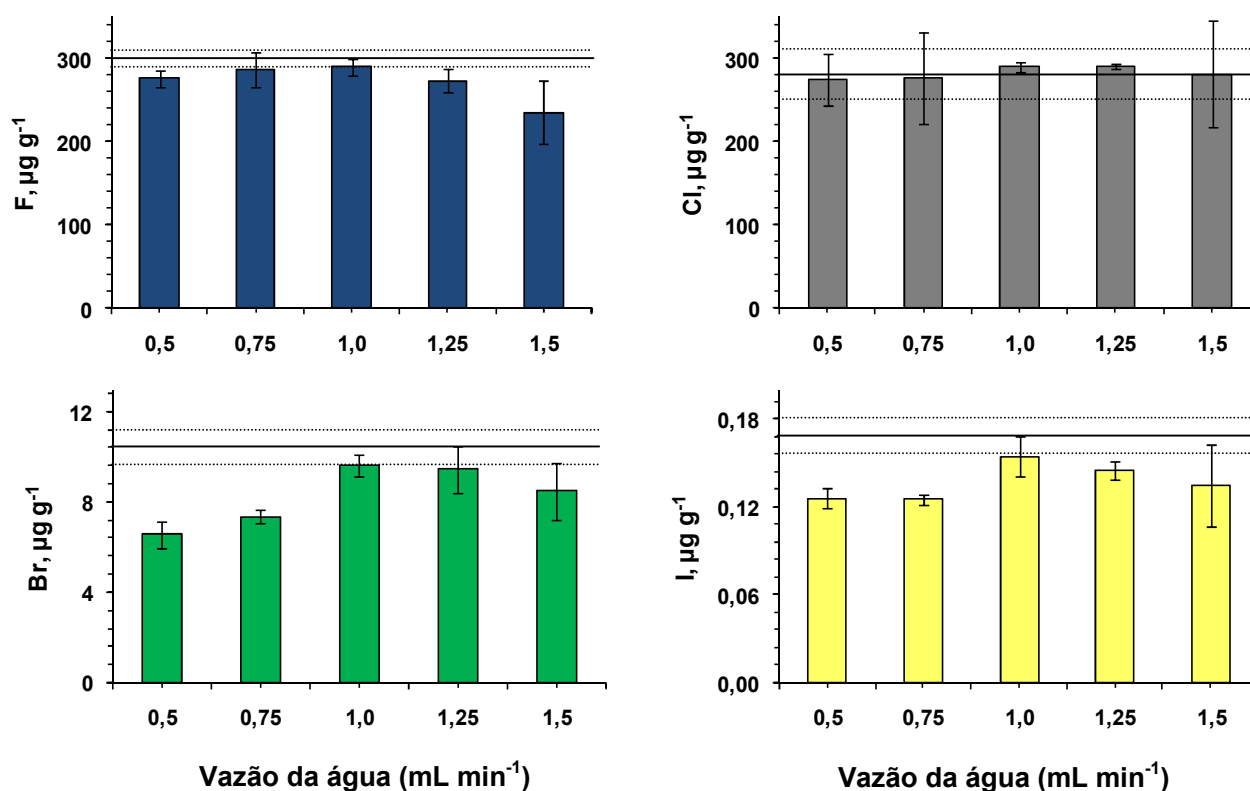 F, µg g⁻¹
300
200
100
0
0,5 0,75 1,0 1,25 1,5
Cl, µg g⁻¹
300
200
100
0
0,5 0,75 1,0 1,25 1,5
Br, µg g⁻¹
12
8
4
0
0,5 0,75 1,0 1,25 1,5
Vazão da água (mL min⁻¹)
I, µg g⁻¹
0,18
0,12
0,06
0,00
0,5 0,75 1,0 1,25 1,5
Vazão da água (mL min⁻¹)